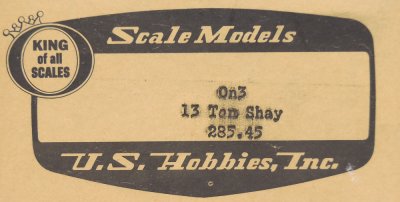 Scale Models
KING
of all
SCALES
On3
13 Ton Shay
285.45
U.S. Hobbies, Inc.